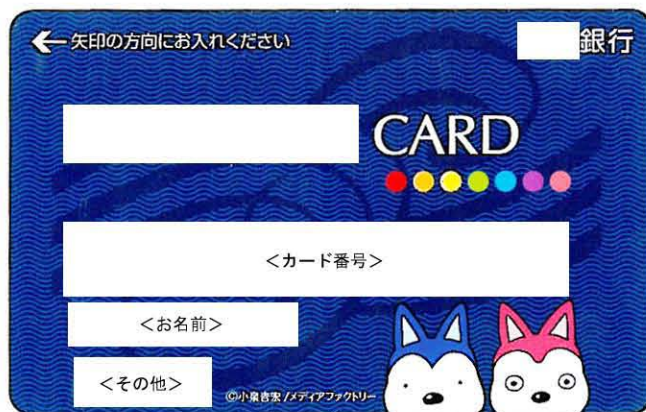 ←矢印の方向にお入れください
銀行
CARD
<カード番号>
<お名前>
<その他>
©小泉吉宏/メディアファクトリー